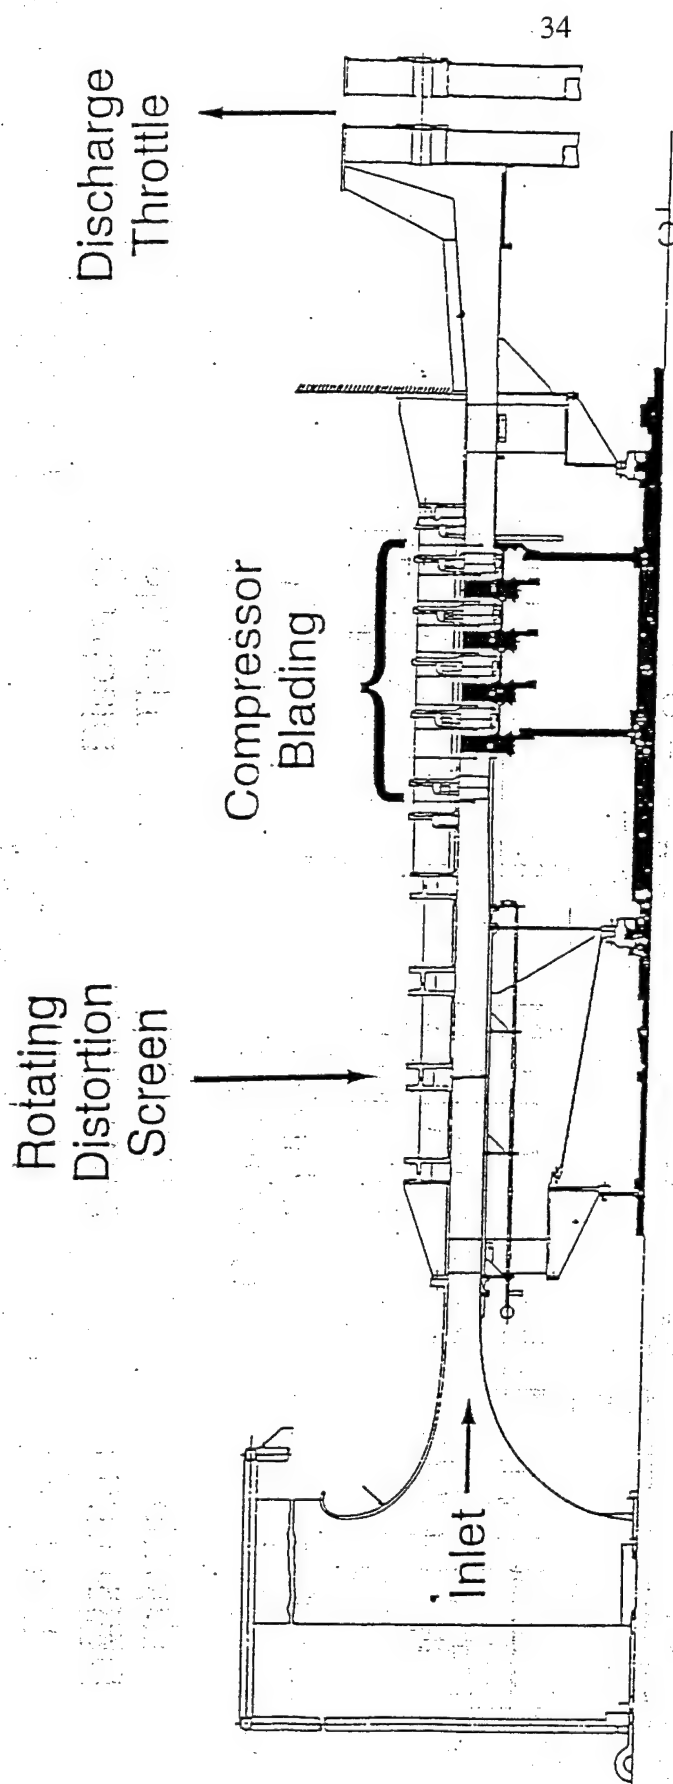 34
Rotating
Distortion
Screen
Compressor
Blading
Discharge
Throttle
Inlet